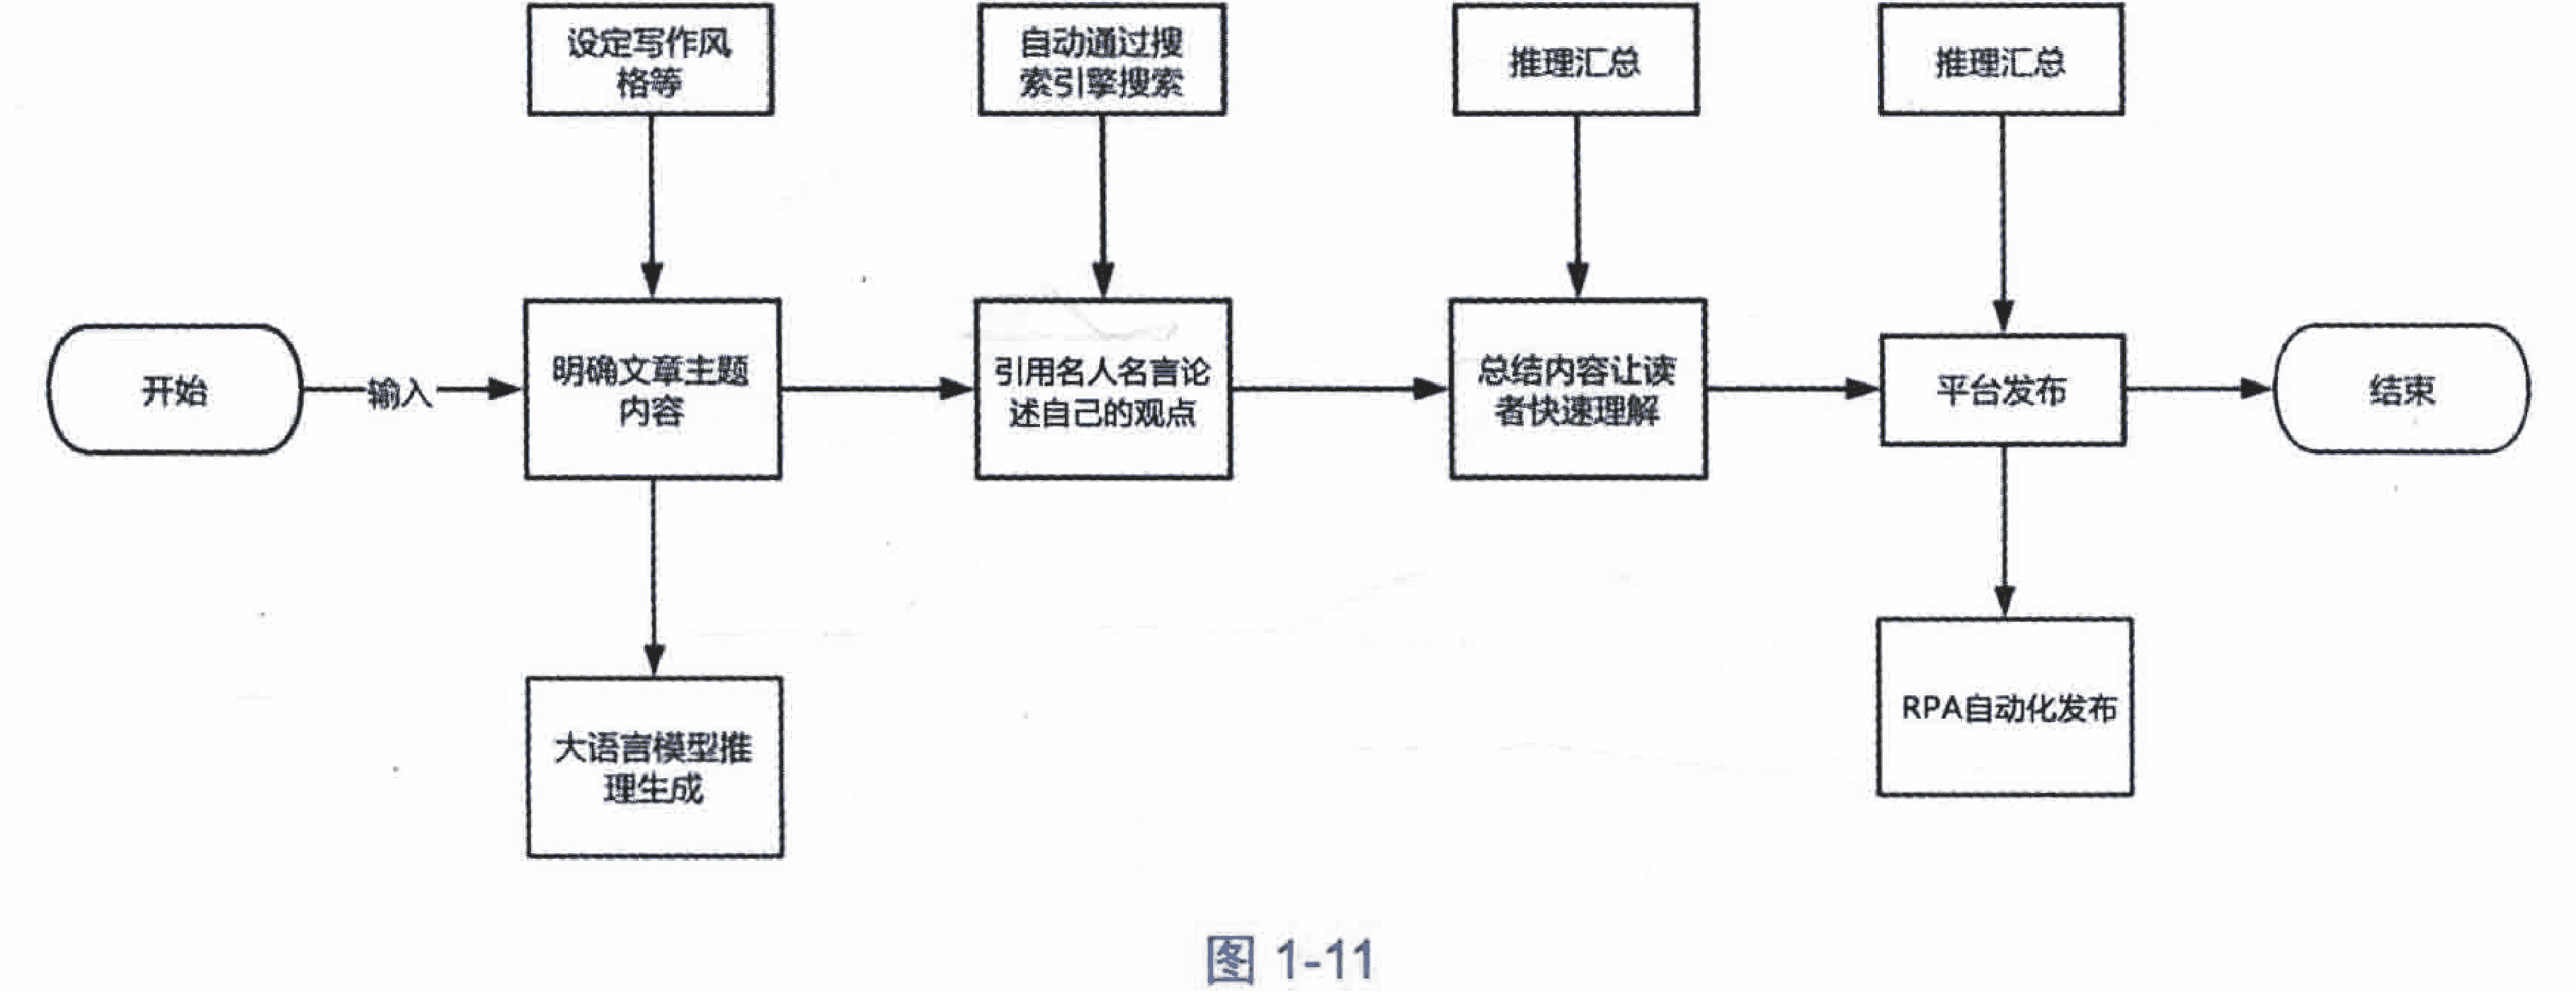 设定写作风
格等
自动通过搜
索引擎搜索
推理汇总
推理汇总
开始
输入
明确文章主题
内容
引用名人名言论
述自己的观点
总结内容让读
者快速理解
平台发布
结束
大语言模型推
理生成
RPA自动化发布
图 1-11